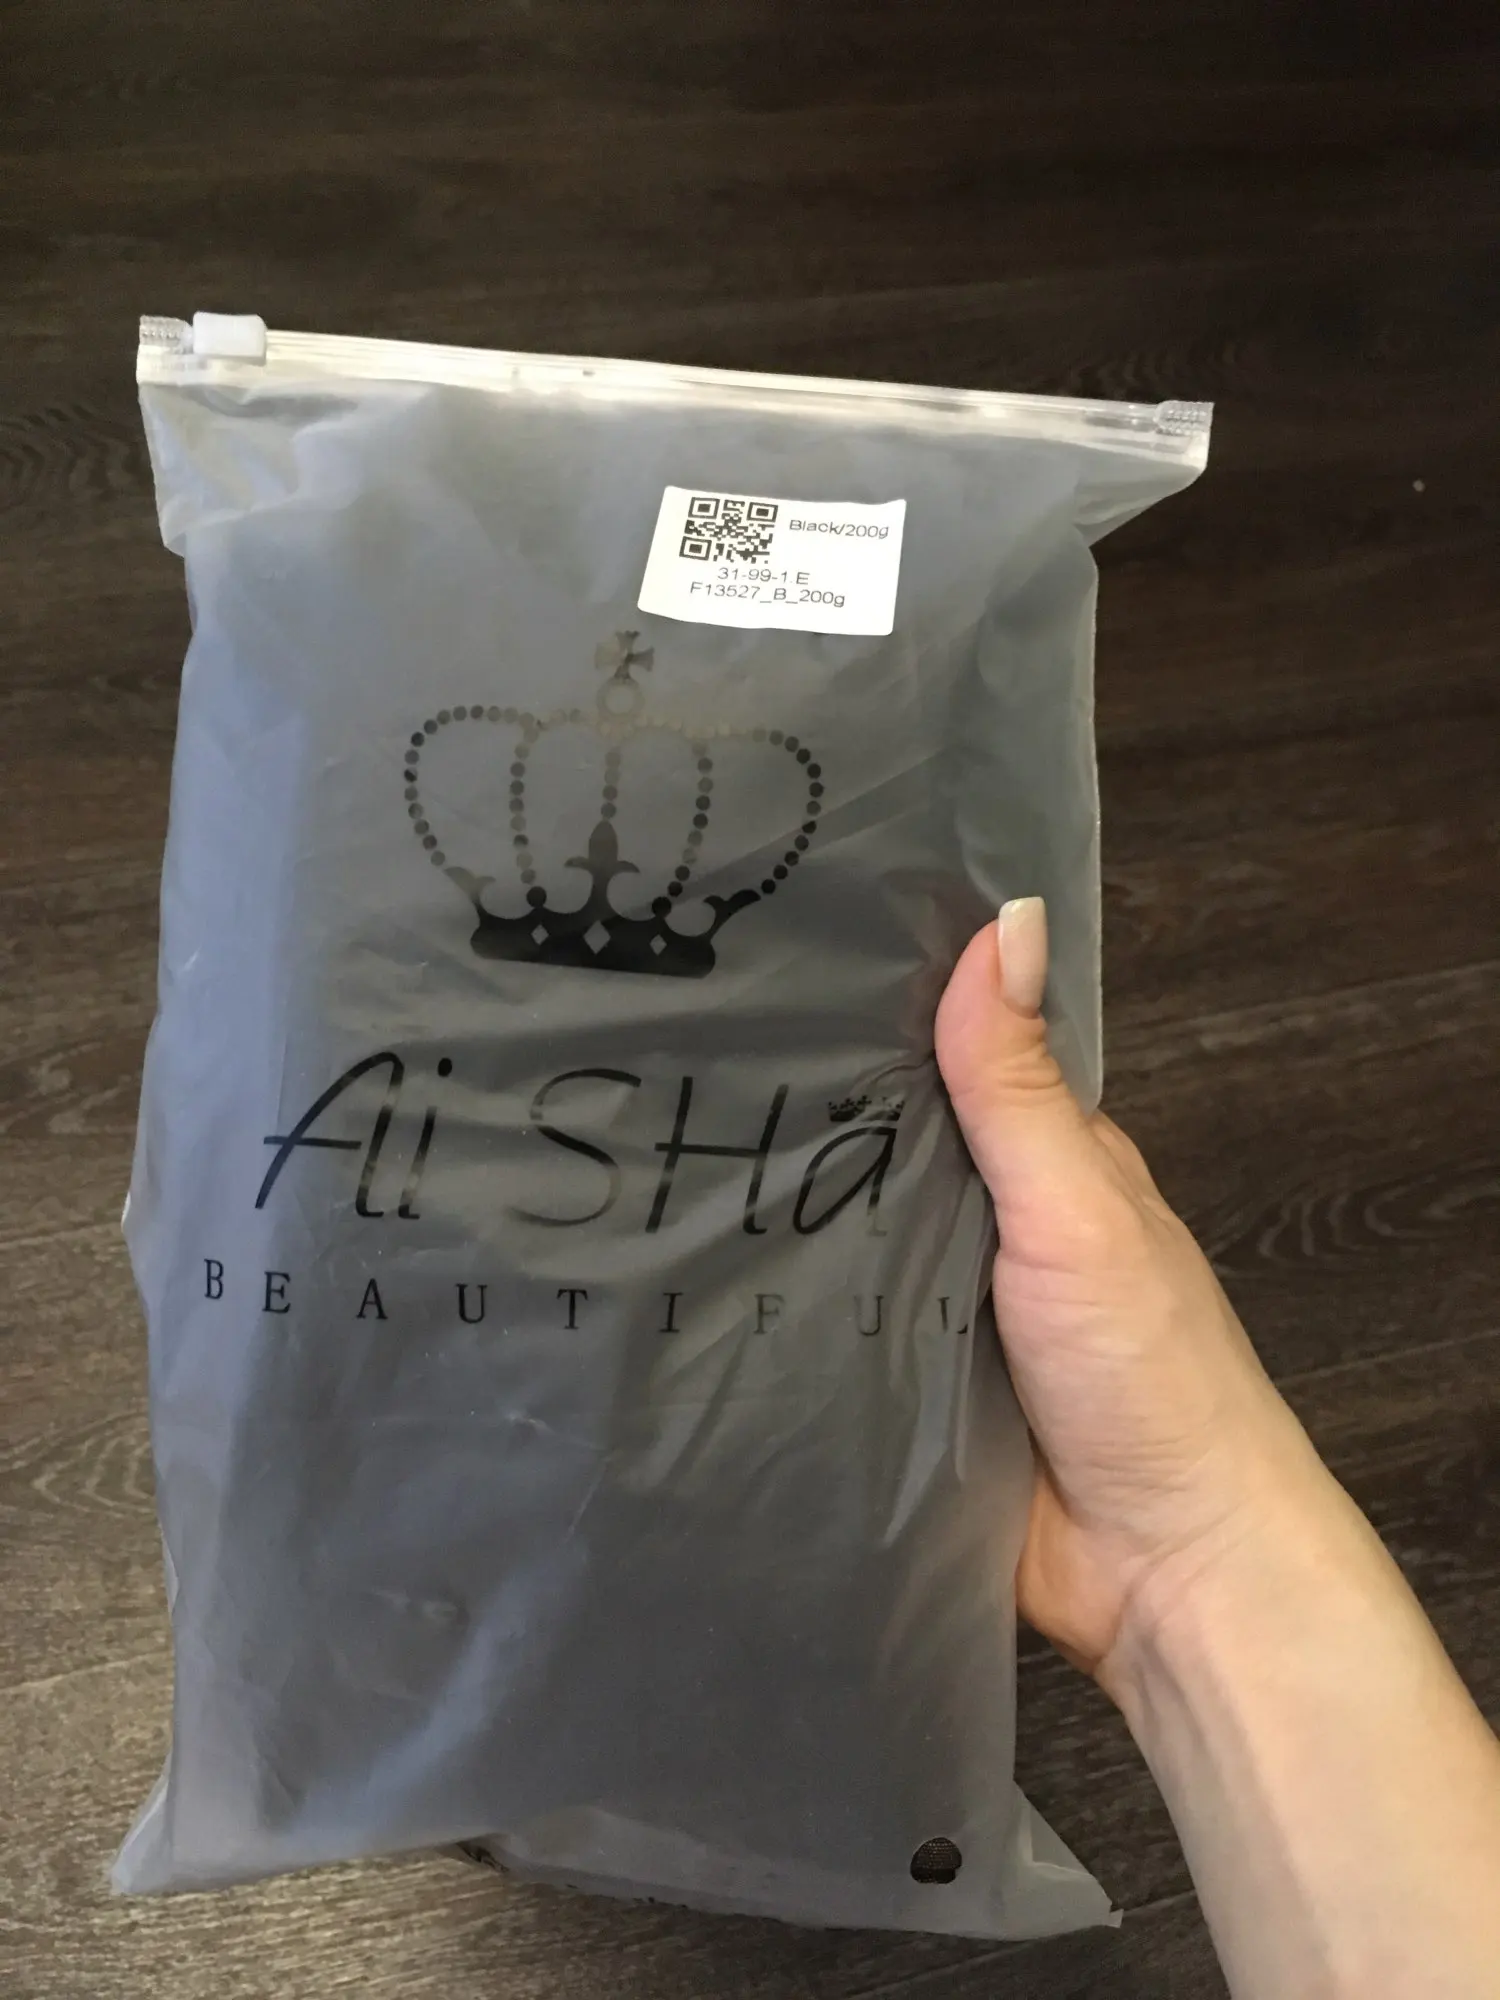 Black/200g
31-99-1.E
F13527_B_200g
Ai SHa
BEAUTIFUL